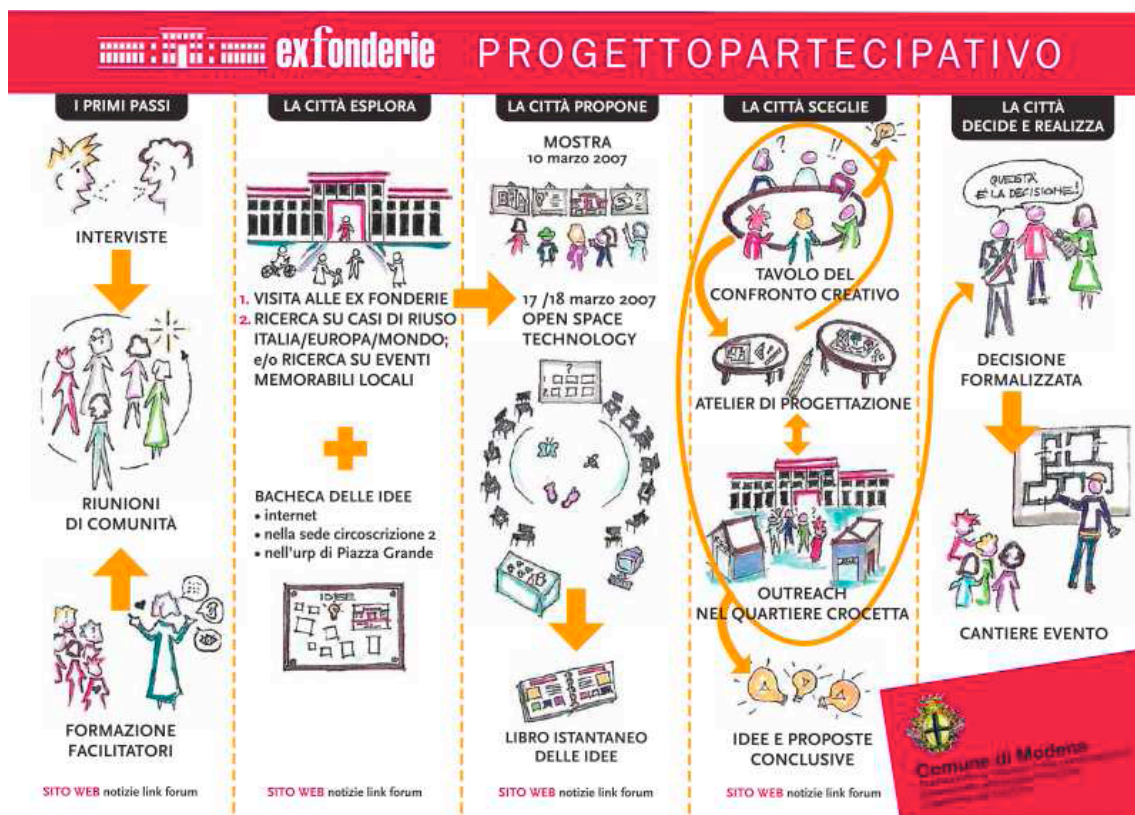 exfonderie PROGETTOPARTECIPATIVO
I PRIMI PASSI
INTERVISTE
RIUNIONI
DI COMUNITÀ
FORMAZIONE
FACILITATORI
SITO WEB notizie link forum
LA CITTÀ ESPLORA
1. VISITA ALLE EX FONDERIE
2. RICERCA SU CASI DI RIUSO
ITALIA/EUROPA/MONDO;
e/o RICERCA SU EVENTI
MEMORABILI LOCALI
BACHECA DELLE IDEE
• internet
• nella sede circoscrizione 2
• nell'urp di Piazza Grande
IDEE
SITO WEB notizie link forum
LA CITTÀ PROPONE
MOSTRA
10 marzo 2007
17 /18 marzo 2007
OPEN SPACE
TECHNOLOGY
?
LIBRO ISTANTANEO
DELLE IDEE
SITO WEB notizie link forum
LA CITTÀ SCEGLIE
? !!
TAVOLO DEL
CONFRONTO CREATIVO
ATELIER DI PROGETTAZIONE
OUTREACH
NEL QUARTIERE CROCETTA
IDEE E PROPOSTE
CONCLUSIVE
SITO WEB notizie link forum
LA CITTÀ
DECIDE E REALIZZA
QUESTA
È LA DECISIONE!
DECISIONE
FORMALIZZATA
CANTIERE EVENTO
Comune di Modena